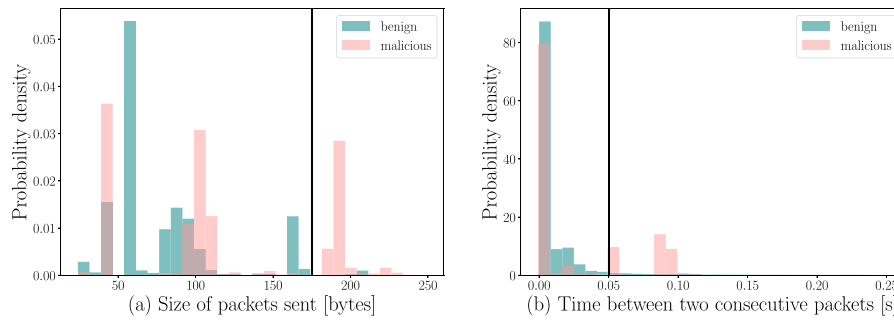 benign
malicious
Probability density
0.05
0.04
0.03
0.02
0.01
0.00
50
100
150
200
250
(a) Size of packets sent [bytes]
benign
malicious
Probability density
80
60
40
20
0
0.00
0.05
0.10
0.15
0.20
0.25
(b) Time between two consecutive packets [s]